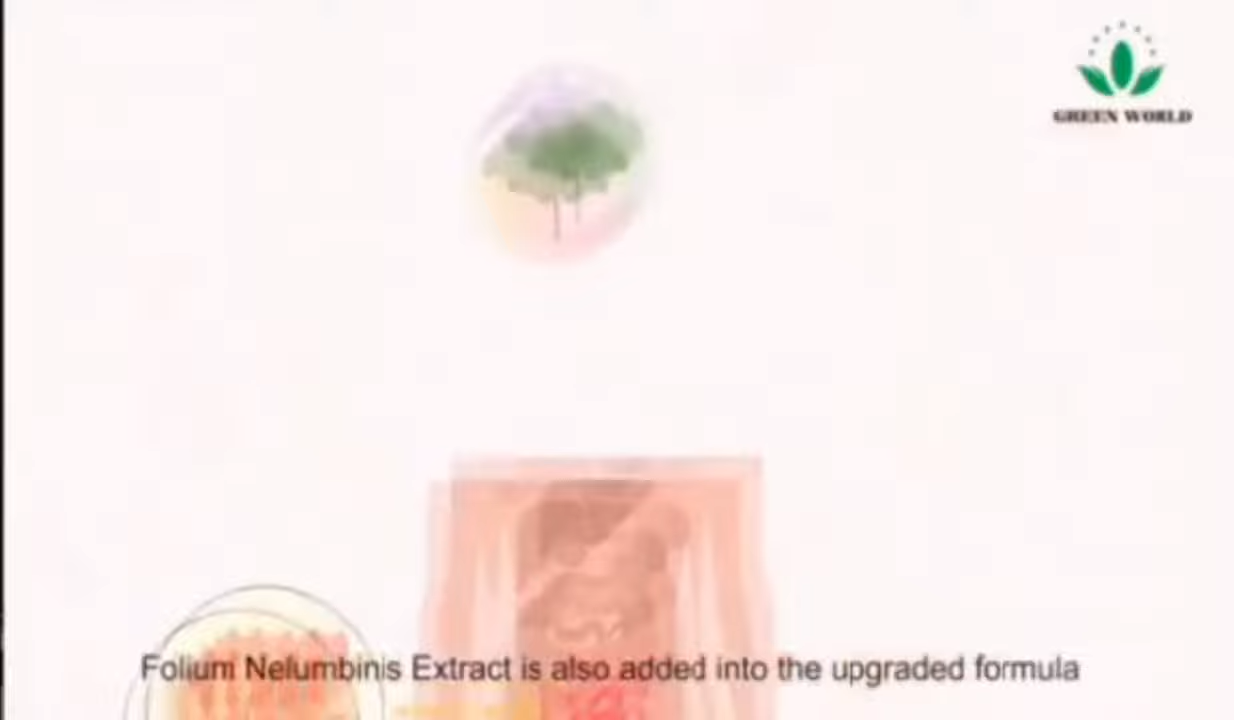 GREEN WORLD
Folium Nelumbinis Extract is also added into the upgraded formula